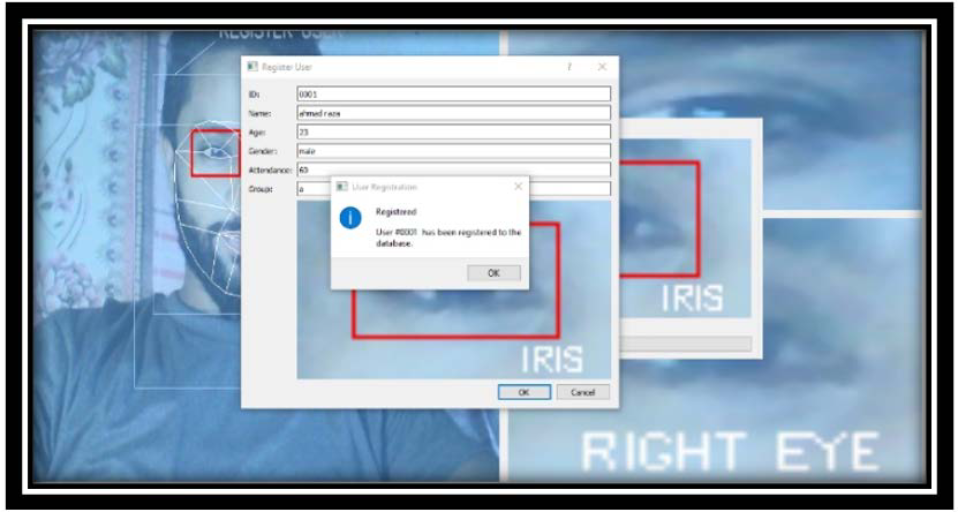 REGISTER USER
Register User
ID: 0001
Name: ahmad raza
Age: 23
Gender: male
Attendance: 60
Group: a
User Registration
Registered
User #0001 has been registered to the
database.
OK
IRIS
IRIS
OK Cancel
RIGHT EYE